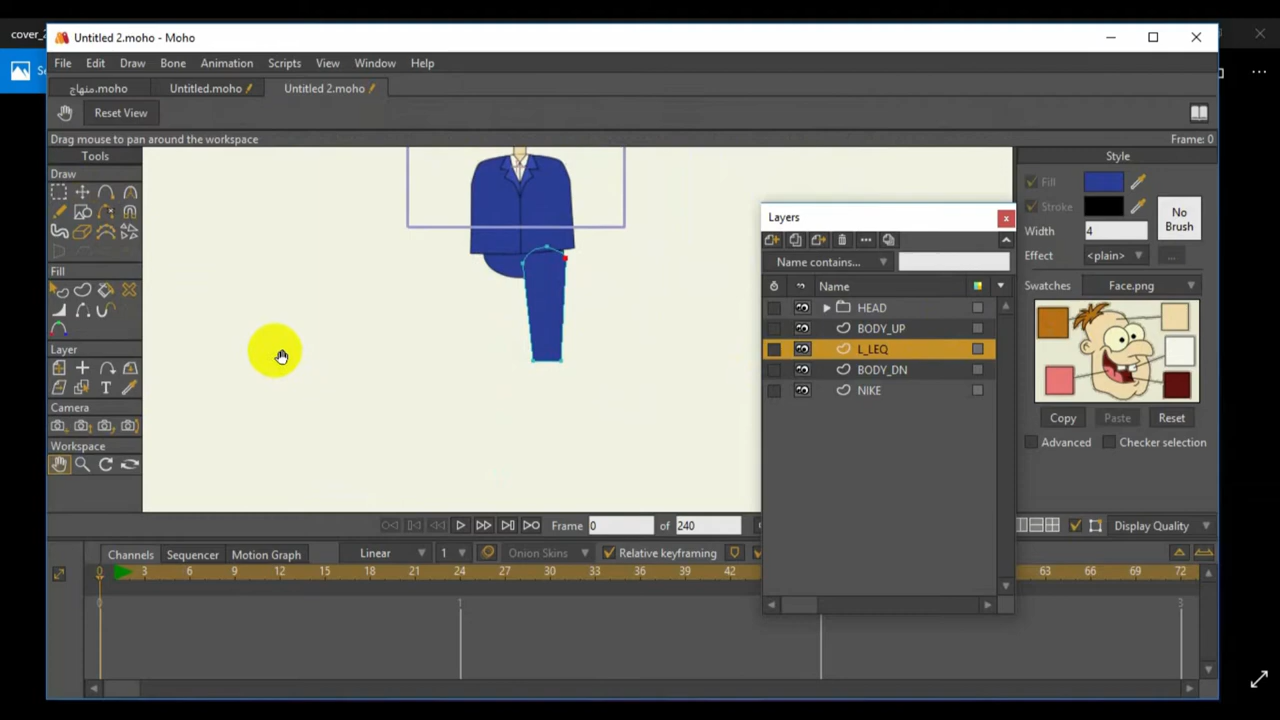 cover_2
Untitled 2.moho - Moho
File Edit Draw Bone Animation Scripts View Window Help
منهاج.moho Untitled.moho Untitled 2.moho
Reset View
Drag mouse to pan around the workspace Frame: 0
Tools
Draw
Fill
Layer
Camera
Workspace
Style
Fill
Stroke
No
Brush
Width 4
Effect <plain> ...
Swatches Face.png
Copy Paste Reset
Advanced Checker selection
Layers
Name contains...
Name
HEAD
BODY_UP
L_LEQ
BODY_DN
NIKE
Frame 0 of 240
Display Quality
Channels Sequencer Motion Graph Linear 1 Onion Skins Relative keyframing
0 3 6 9 12 15 18 21 24 27 30 33 36 39 42 63 66 69 72
0 1 3